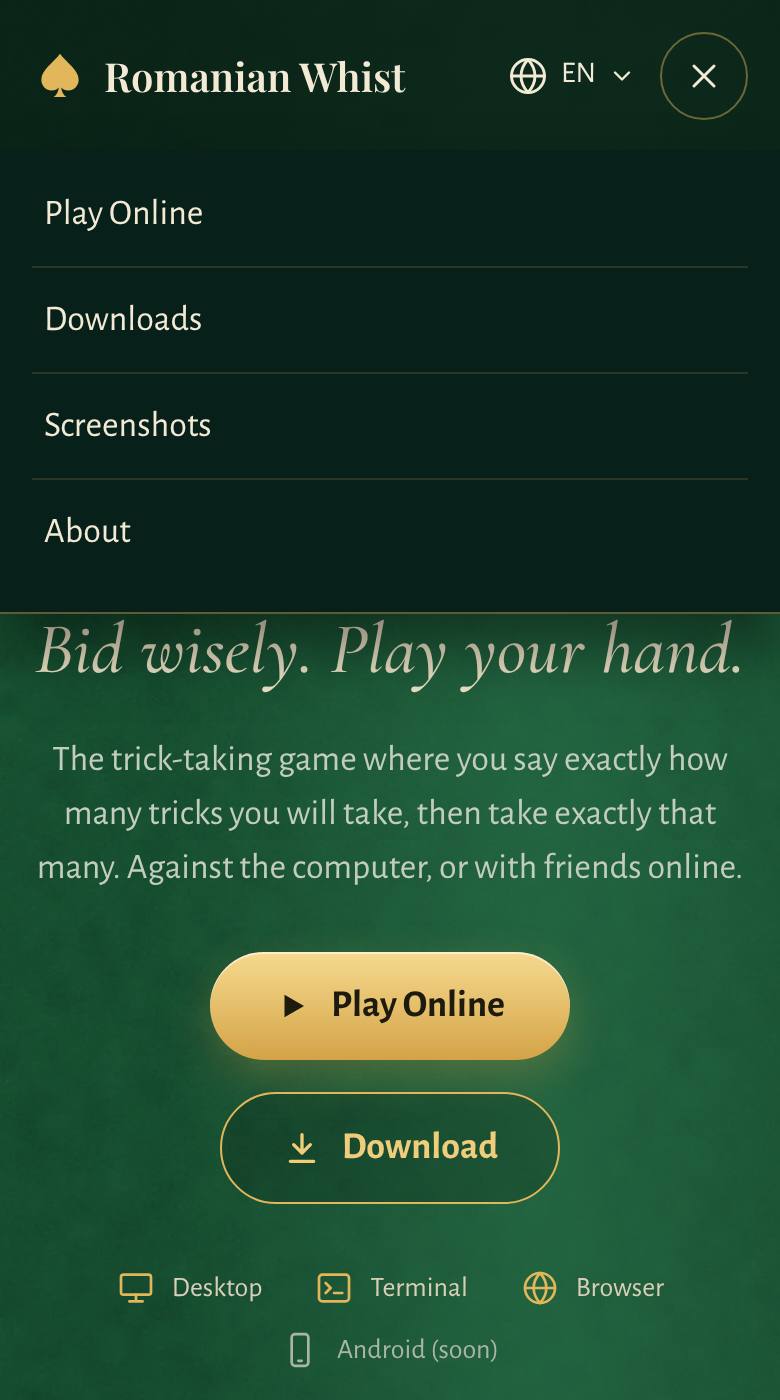 Romanian Whist
EN
Play Online
Downloads
Screenshots
About
Bid wisely. Play your hand.
The trick-taking game where you say exactly how
many tricks you will take, then take exactly that
many. Against the computer, or with friends online.
Play Online
Download
Desktop
Terminal
Browser
Android (soon)